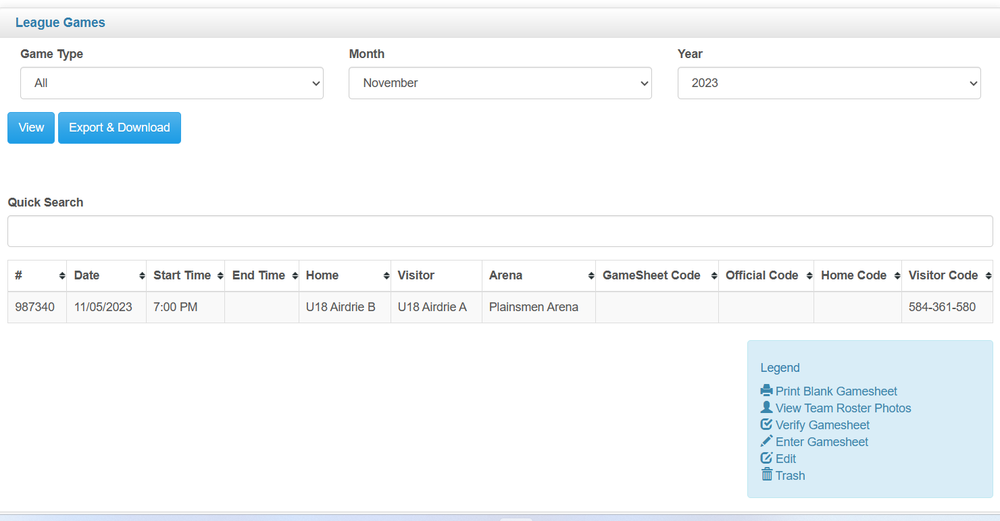 League Games
Game Type Month Year
All November 2023
View Export & Download
Quick Search
# Date Start Time End Time Home Visitor Arena GameSheet Code Official Code Home Code Visitor Code
987340 11/05/2023 7:00 PM U18 Airdrie B U18 Airdrie A Plainsmen Arena 584-361-580
Legend
Print Blank Gamesheet
View Team Roster Photos
Verify Gamesheet
Enter Gamesheet
Edit
Trash